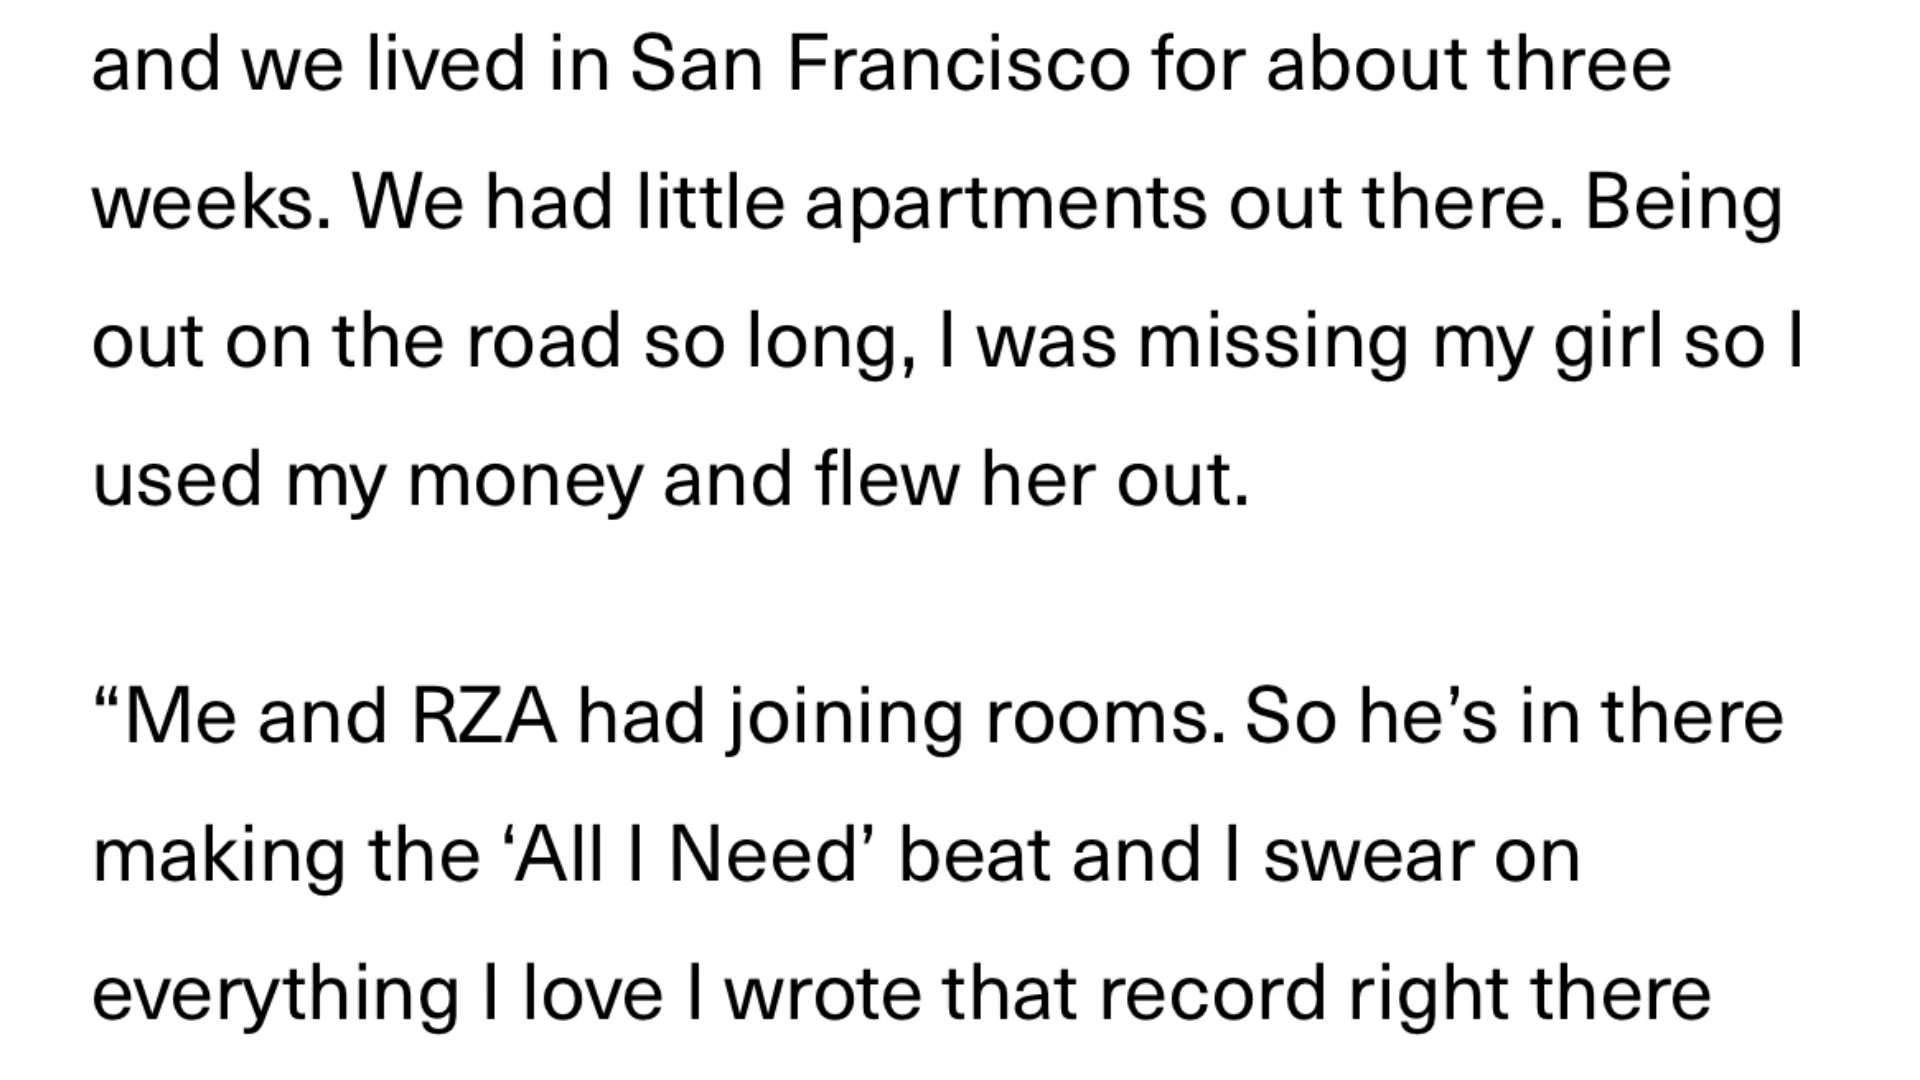 and we lived in San Francisco for about three
weeks. We had little apartments out there. Being
out on the road so long, I was missing my girl so I
used my money and flew her out.
“Me and RZA had joining rooms. So he’s in there
making the ‘All I Need’ beat and I swear on
everything I love I wrote that record right there